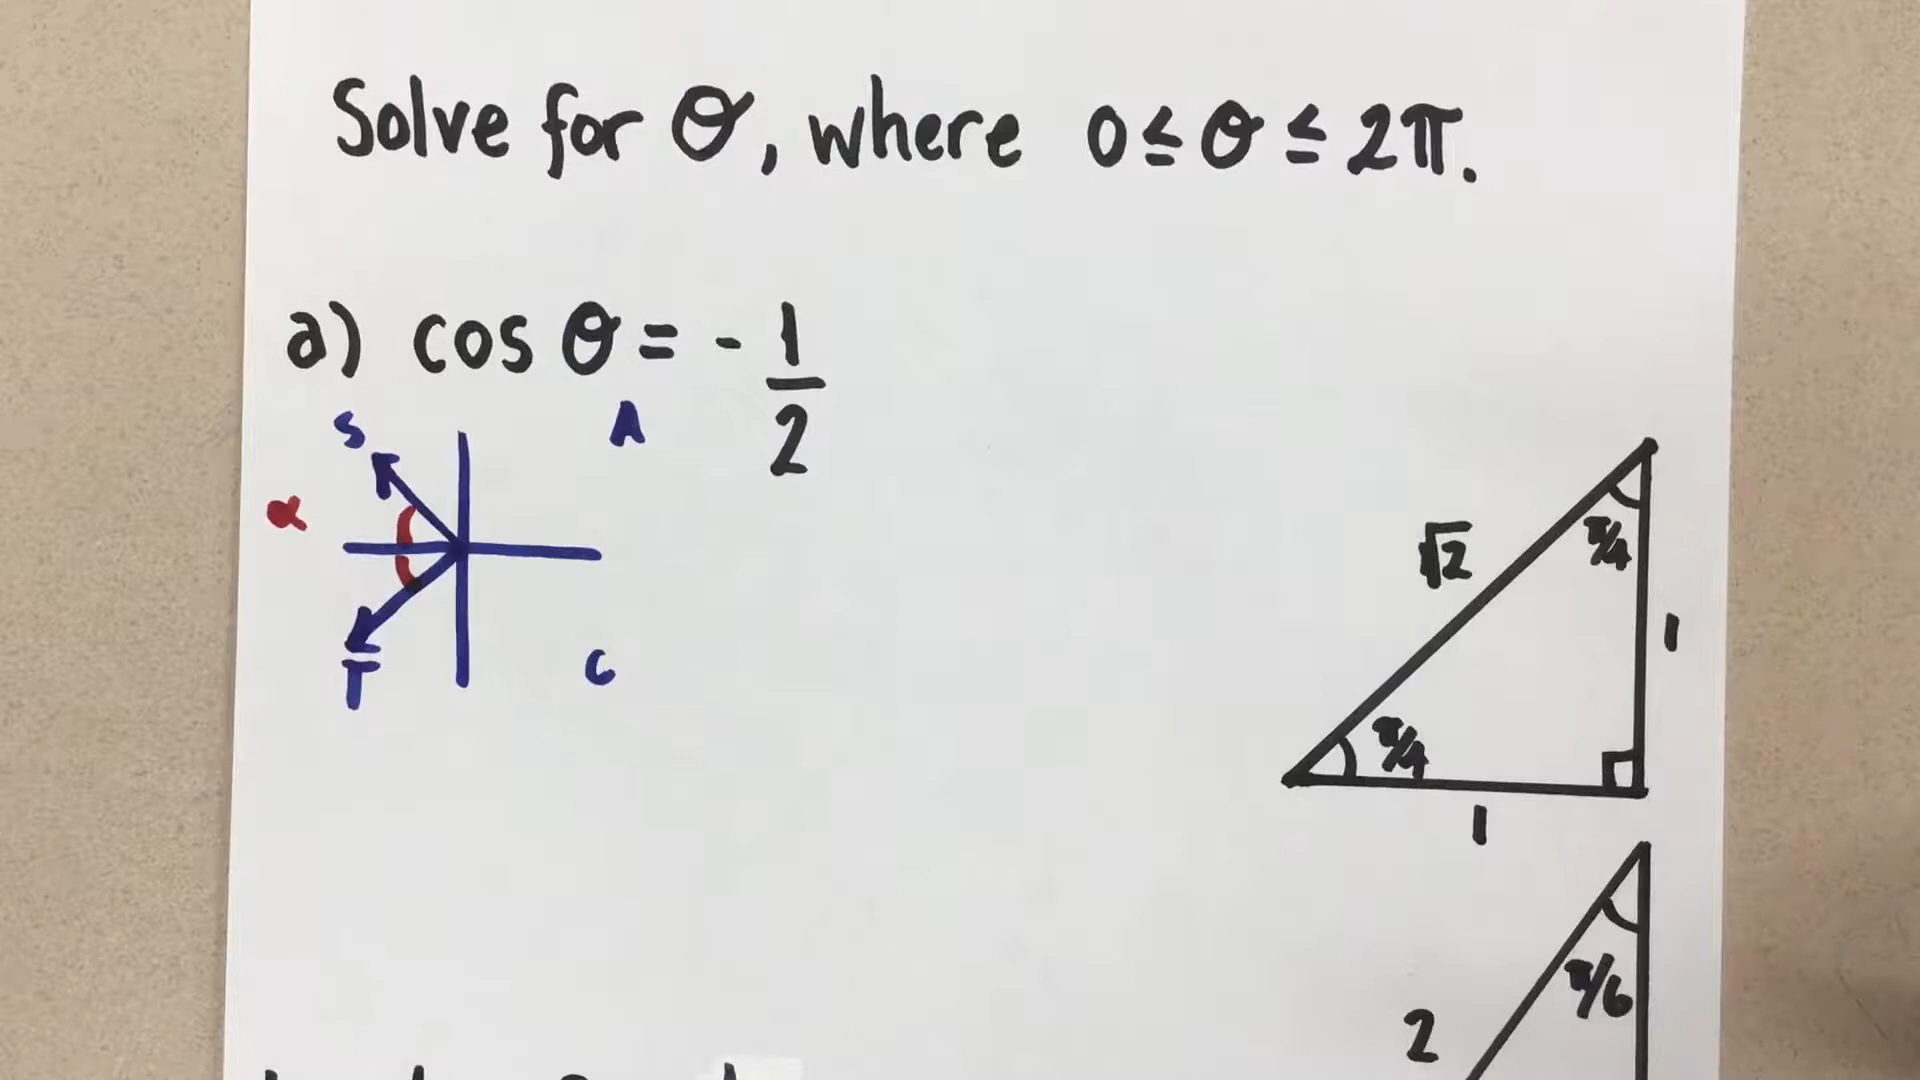 Solve for θ, where 0 ≤ θ ≤ 2π.
a) cos θ = - 1/2
S A
α
T C
√2 π/4 1
π/4
1
π/6
2